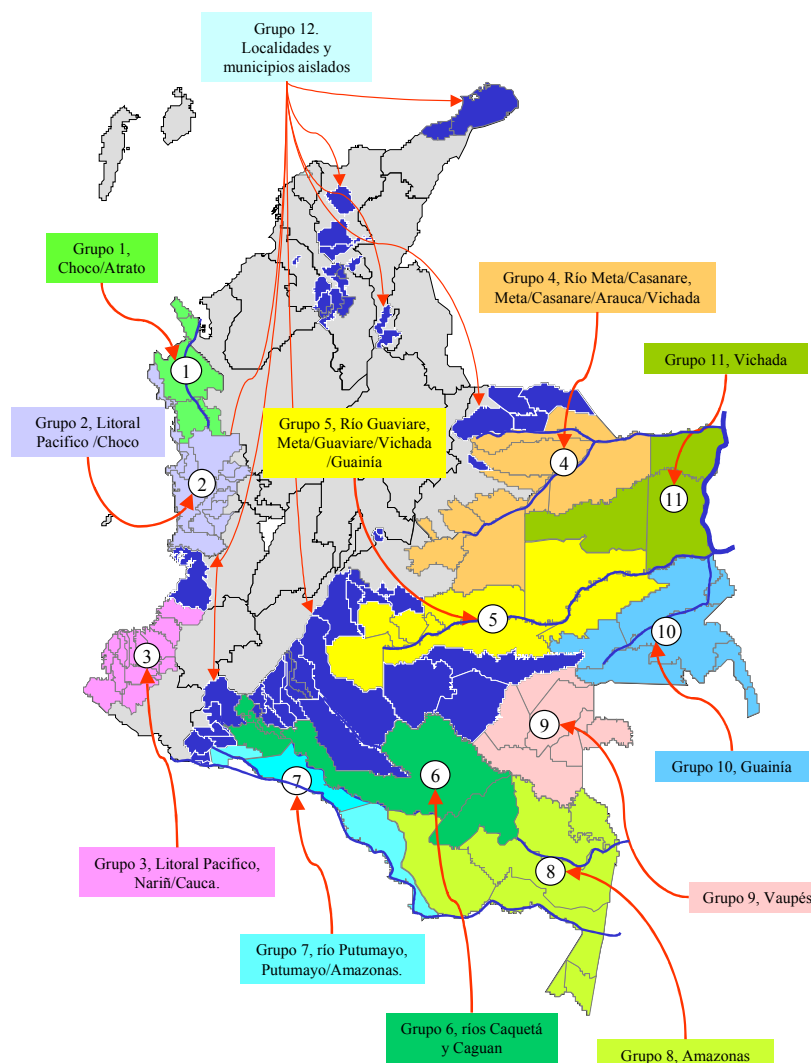 Grupo 12.
Localidades y
municipios aislados
Grupo 1,
Choco/Atrato
Grupo 4, Río Meta/Casanare,
Meta/Casanare/Arauca/Vichada
Grupo 11, Vichada
1
Grupo 2, Litoral
Pacifico /Choco
Grupo 5, Río Guaviare,
Meta/Guaviare/Vichada
/Guainía
4
2
11
5
10
3
9
Grupo 10, Guainía
6
7
Grupo 3, Litoral Pacifico,
Nariñ/Cauca.
8
Grupo 9, Vaupés
Grupo 7, río Putumayo,
Putumayo/Amazonas.
Grupo 6, ríos Caquetá
y Caguan
Grupo 8, Amazonas